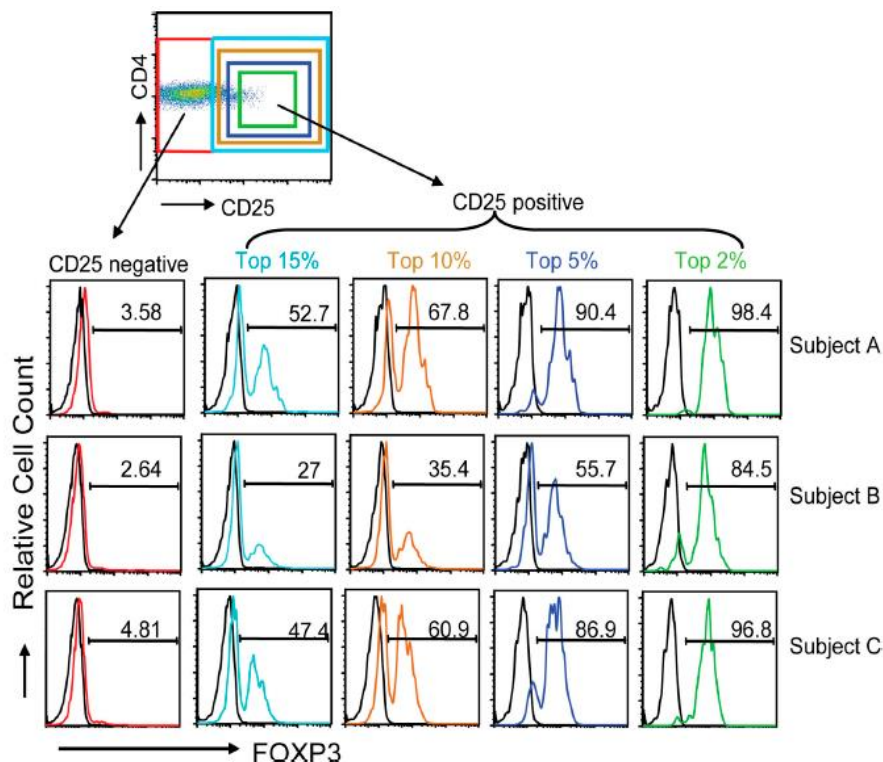 CD4
CD25
CD25 positive
CD25 negative Top 15% Top 10% Top 5% Top 2%
3.58 52.7 67.8 90.4 98.4 Subject A
2.64 27 35.4 55.7 84.5 Subject B
4.81 47.4 60.9 86.9 96.8 Subject C
Relative Cell Count
FOXP3